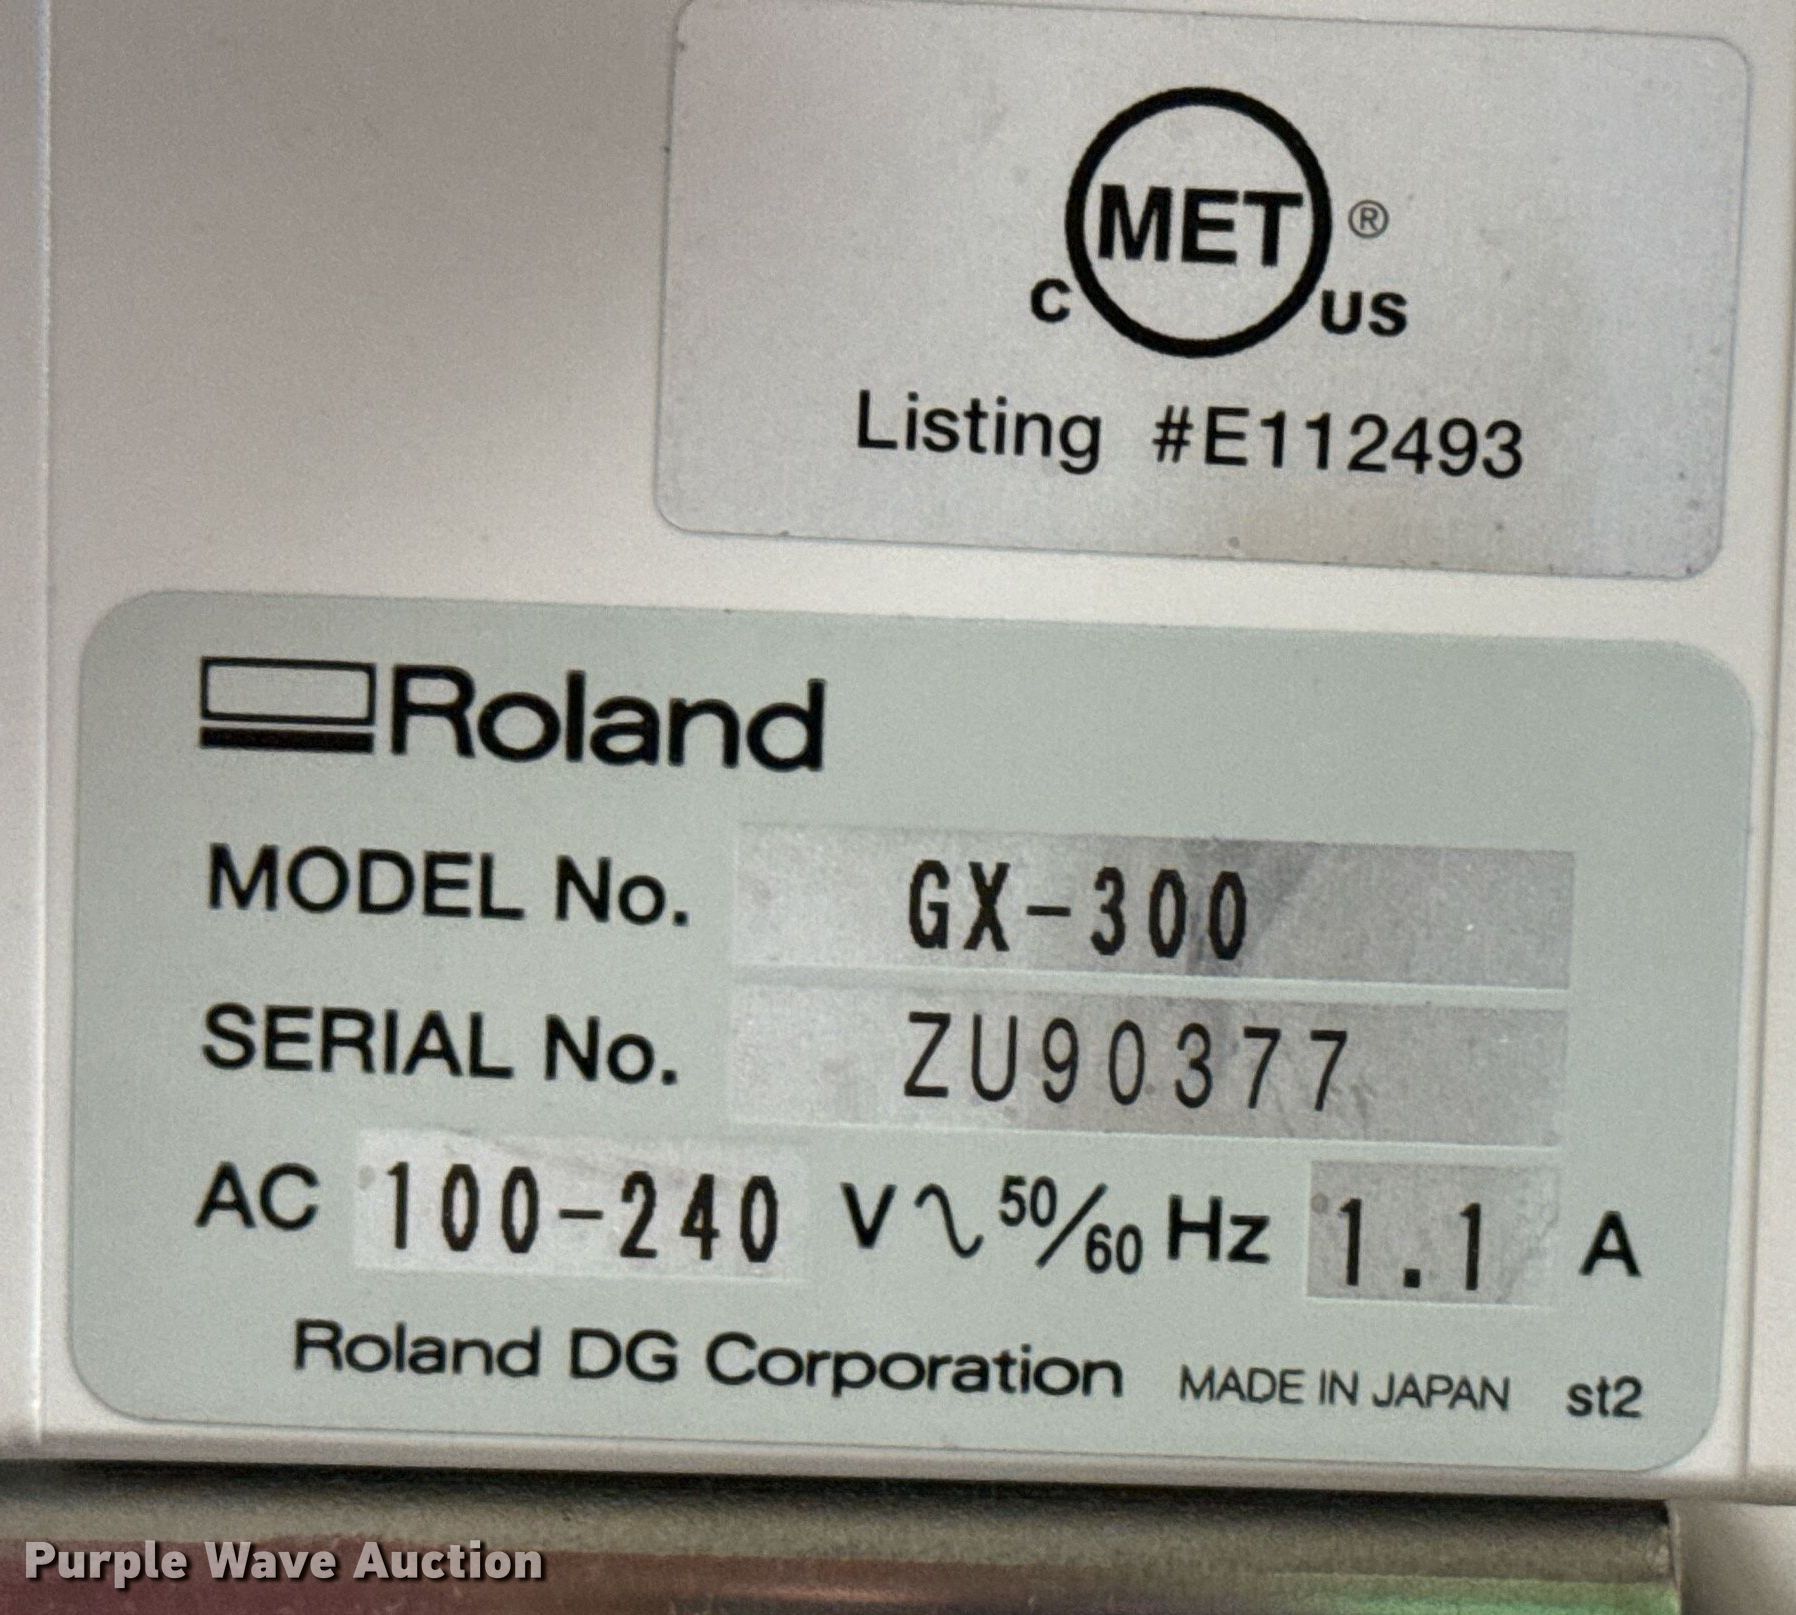 MET®
C US
Listing #E112493
Roland
MODEL No. GX-300
SERIAL No. ZU90377
AC 100-240 V∿50/60 Hz 1.1 A
Roland DG Corporation MADE IN JAPAN st2
Purple Wave Auction